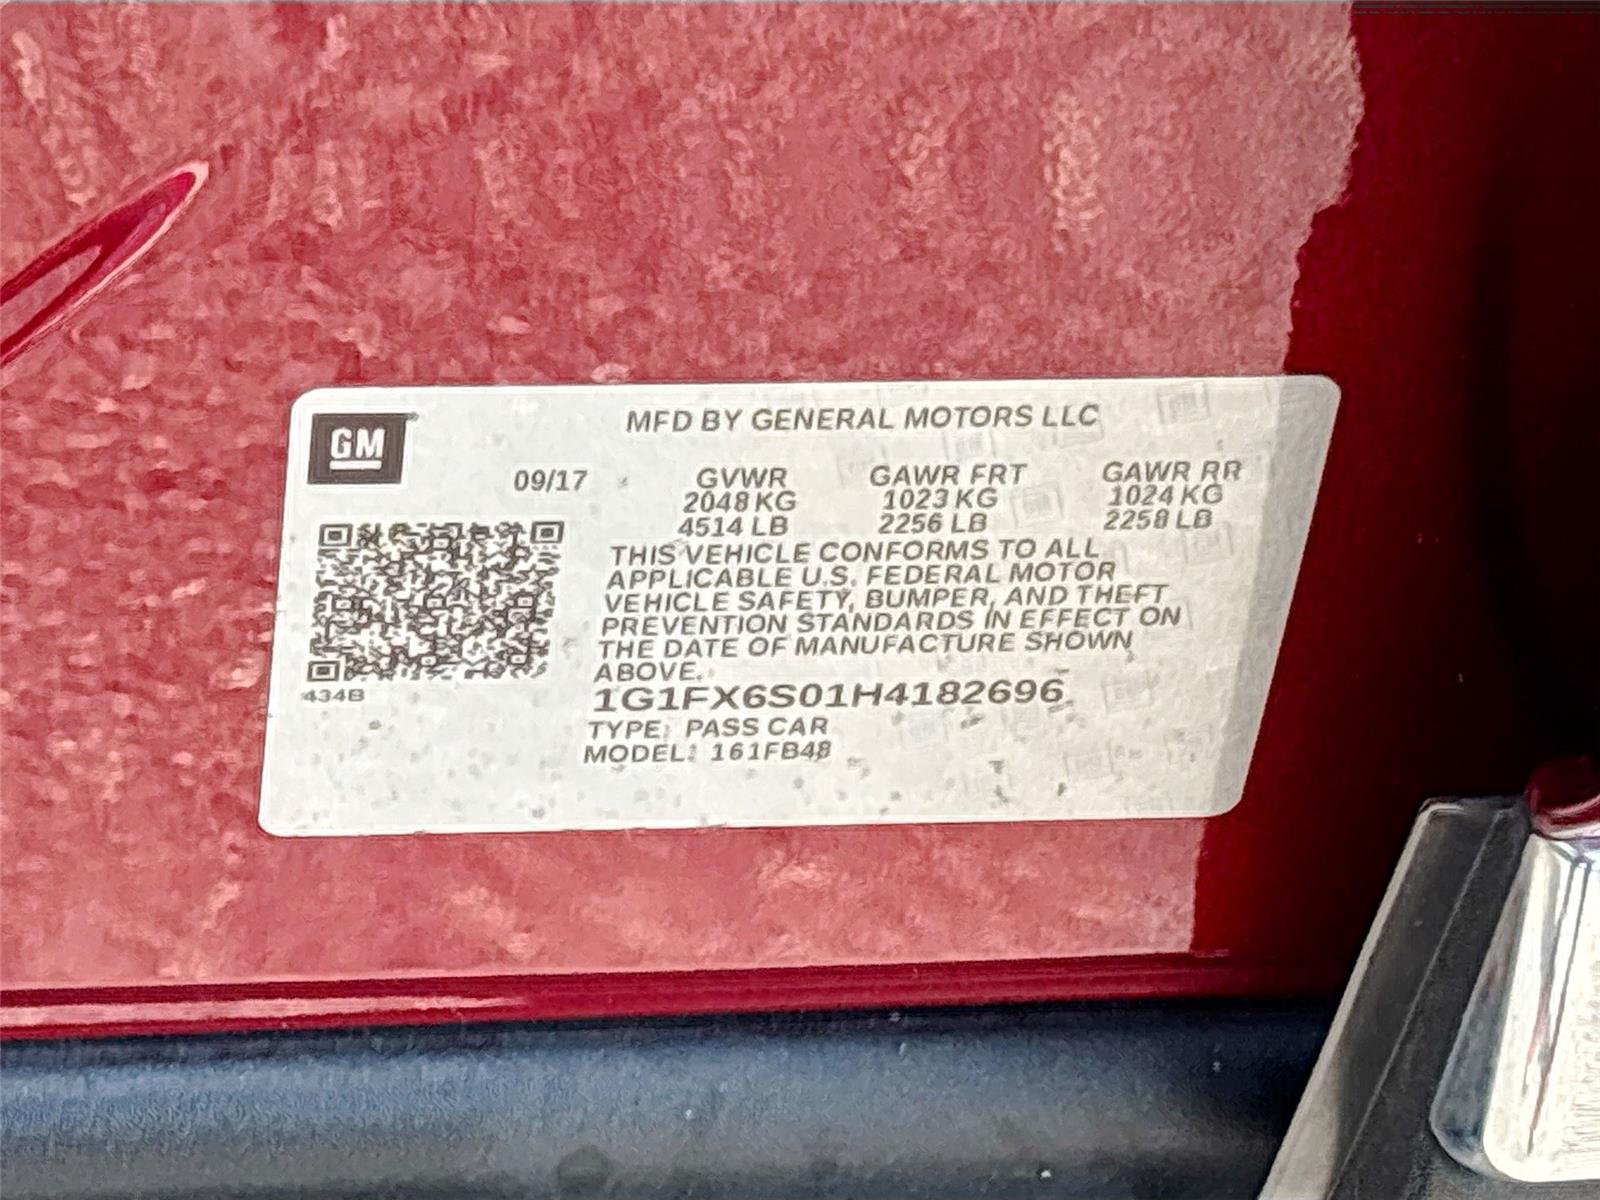 GM
MFD BY GENERAL MOTORS LLC
09/17 GVWR GAWR FRT GAWR RR
2048 KG 1023 KG 1024 KG
4514 LB 2256 LB 2258 LB
THIS VEHICLE CONFORMS TO ALL
APPLICABLE U.S. FEDERAL MOTOR
VEHICLE SAFETY, BUMPER, AND THEFT
PREVENTION STANDARDS IN EFFECT ON
THE DATE OF MANUFACTURE SHOWN
ABOVE.
434B
1G1FX6S01H4182696
TYPE: PASS CAR
MODEL: 161FB48